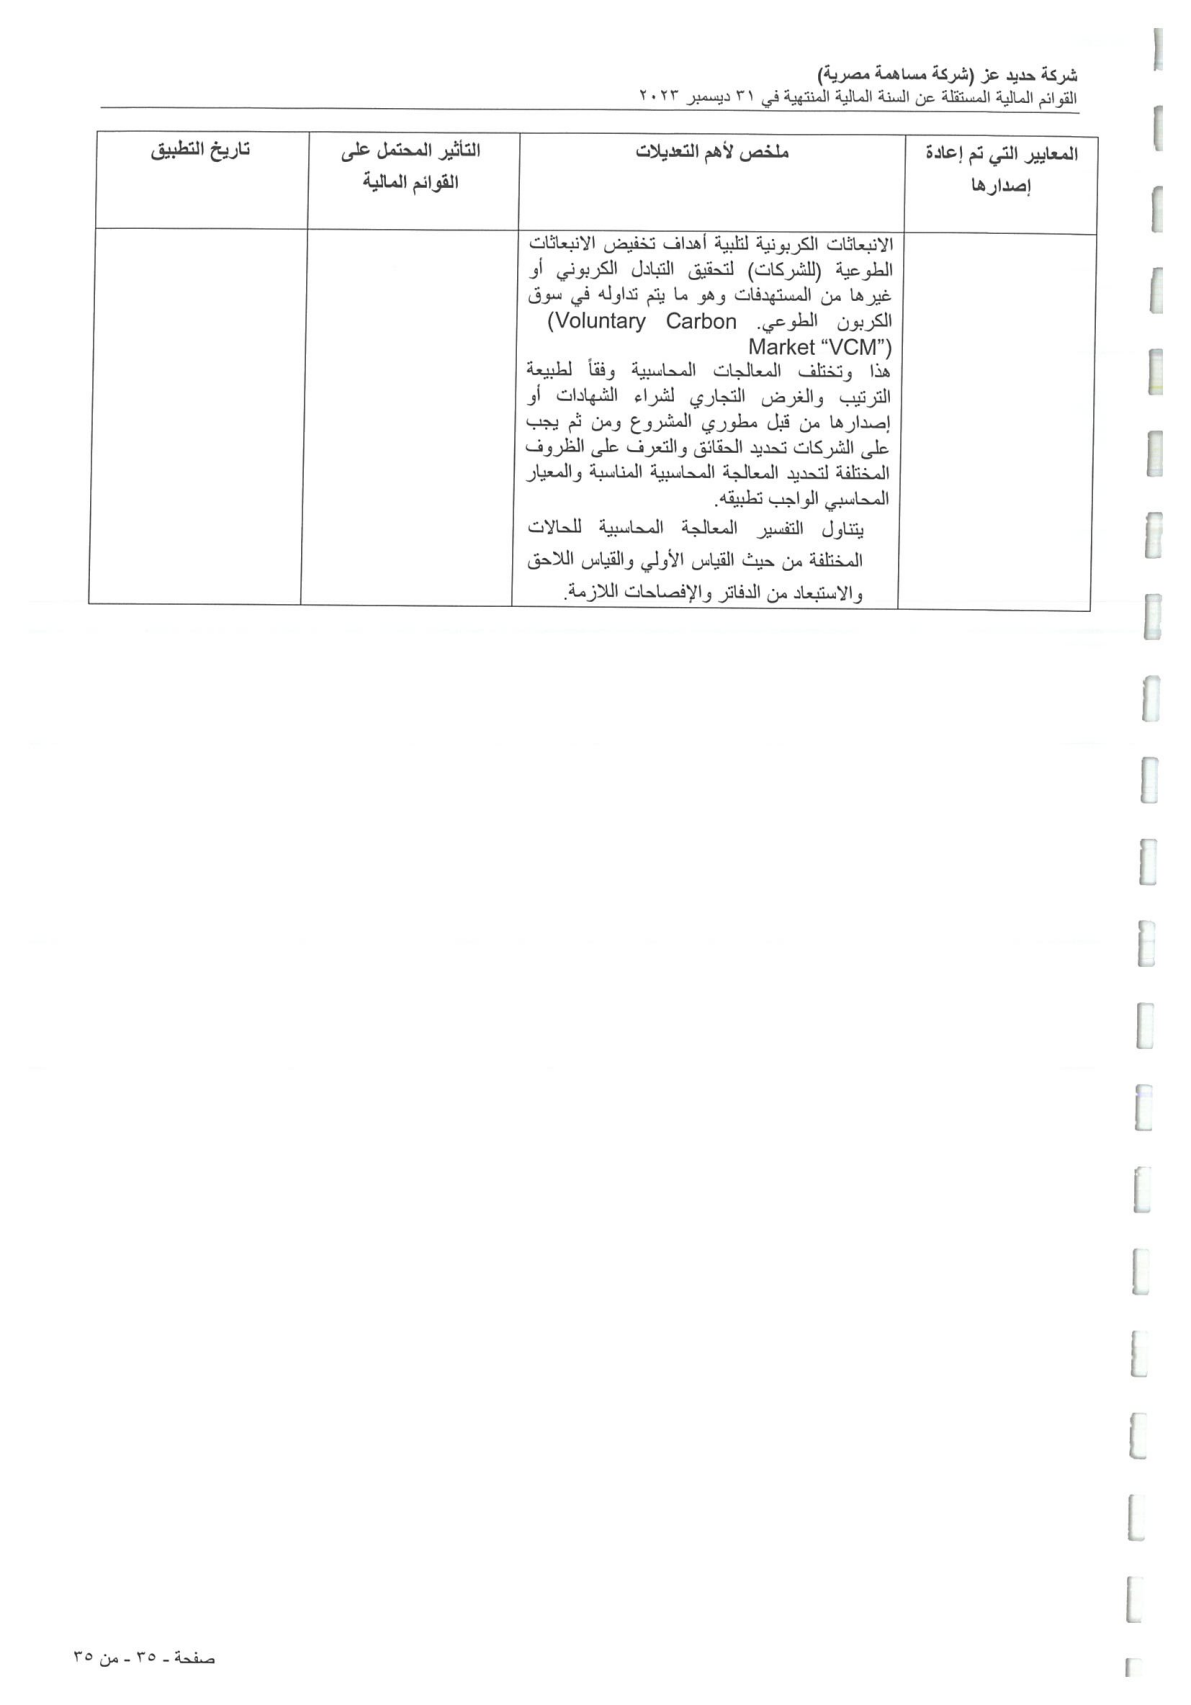 شركة حديد عز (شركة مساهمة مصرية)
القوائم المالية المستقلة عن السنة المالية المنتهية في ٣١ ديسمبر ٢٠٢٣
المعايير التي تم إعادة
إصدارها
ملخص لأهم التعديلات
التأثير المحتمل على
القوائم المالية
تاريخ التطبيق
الانبعاثات الكربونية لتلبية أهداف تخفيض الانبعاثات
الطوعية (للشركات) لتحقيق التبادل الكربوني أو
غيرها من المستهدفات وهو ما يتم تداوله في سوق
الكربون الطوعي. (Voluntary Carbon
Market “VCM”)
هذا وتختلف المعالجات المحاسبية وفقاً لطبيعة
الترتيب والغرض التجاري لشراء الشهادات أو
إصدارها من قبل مطوري المشروع ومن ثم يجب
على الشركات تحديد الحقائق والتعرف على الظروف
المختلفة لتحديد المعالجة المحاسبية المناسبة والمعيار
المحاسبي الواجب تطبيقه.
يتناول التفسير المعالجة المحاسبية للحالات
المختلفة من حيث القياس الأولي والقياس اللاحق
والاستبعاد من الدفاتر والإفصاحات اللازمة.
صفحة - ٣٥ - من ٣٥